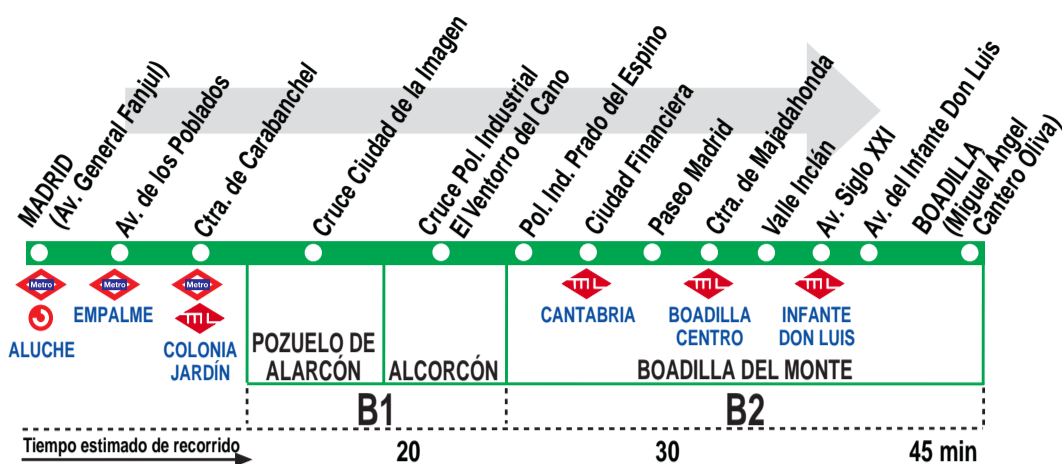 MADRID
(Av. General Fanjul)
Av. de los Poblados
Ctra. de Carabanchel
Cruce Ciudad de la Imagen
Cruce Pol. Industrial
El Ventorro del Cano
Pol. Ind. Prado del Espino
Ciudad Financiera
Paseo Madrid
Ctra. de Majadahonda
Valle Inclán
Av. Siglo XXI
Av. del Infante Don Luis
BOADILLA
(Miguel Ángel
Cantero Oliva)
Metro
Metro
Metro
ML
ML
ML
ML
ALUCHE
EMPALME
COLONIA
JARDÍN
CANTABRIA
BOADILLA
CENTRO
INFANTE
DON LUIS
POZUELO DE
ALARCÓN
ALCORCÓN
BOADILLA DEL MONTE
B1
B2
Tiempo estimado de recorrido
20
30
45 min